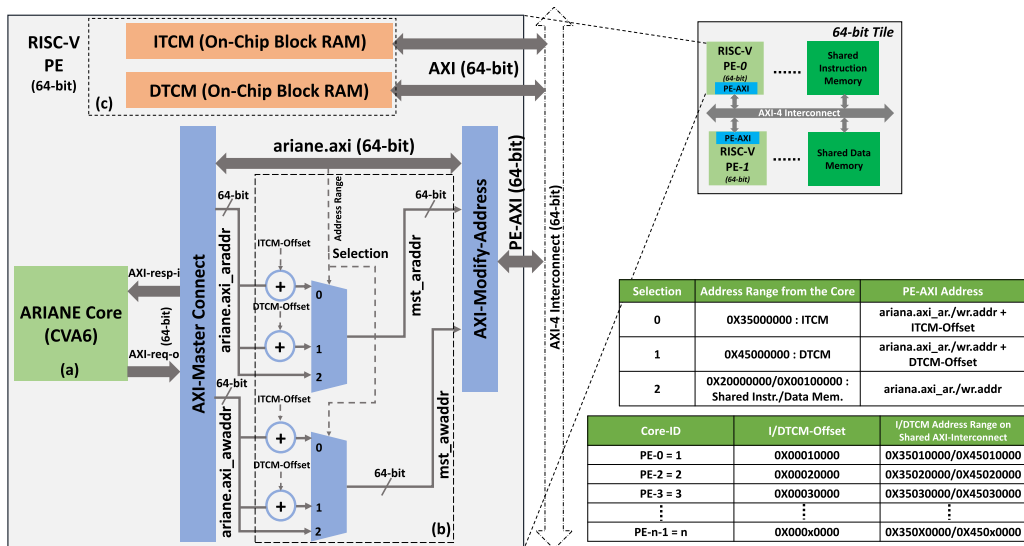 RISC-V
PE
(64-bit)
ITCM (On-Chip Block RAM)
DTCM (On-Chip Block RAM)
(c)
AXI (64-bit)
ariane.axi (64-bit)
AXI-Master Connect
AXI-Modify-Address
PE-AXI (64-bit)
AXI-4 Interconnect (64-bit)
ARIANE Core
(CVA6)
(a)
AXI-resp-i
(64-bit)
AXI-req-o
64-bit
ariane.axi_araddr
ITCM-Offset
+
DTCM-Offset
+
0
1
2
Address Range
Selection
64-bit
mst_araddr
64-bit
ariane.axi_awaddr
ITCM-Offset
+
DTCM-Offset
+
0
1
2
64-bit
mst_awaddr
(b)
64-bit Tile
RISC-V
PE-0
(64-bit)
PE-AXI
Shared
Instruction
Memory
AXI-4 Interconnect
PE-AXI
RISC-V
PE-1
(64-bit)
Shared Data
Memory
Selection Address Range from the Core PE-AXI Address
0 0X35000000 : ITCM ariana.axi_ar./wr.addr +
ITCM-Offset
1 0X45000000 : DTCM ariana.axi_ar./wr.addr +
DTCM-Offset
2 0X20000000/0X00100000 :
Shared Instr./Data Mem. ariana.axi_ar./wr.addr
Core-ID I/DTCM-Offset I/DTCM Address Range on
Shared AXI-Interconnect
PE-0 = 1 0X00010000 0X35010000/0X45010000
PE-2 = 2 0X00020000 0X35020000/0X45020000
PE-3 = 3 0X00030000 0X35030000/0X45030000
PE-n-1 = n 0X000x0000 0X350X0000/0X450x0000